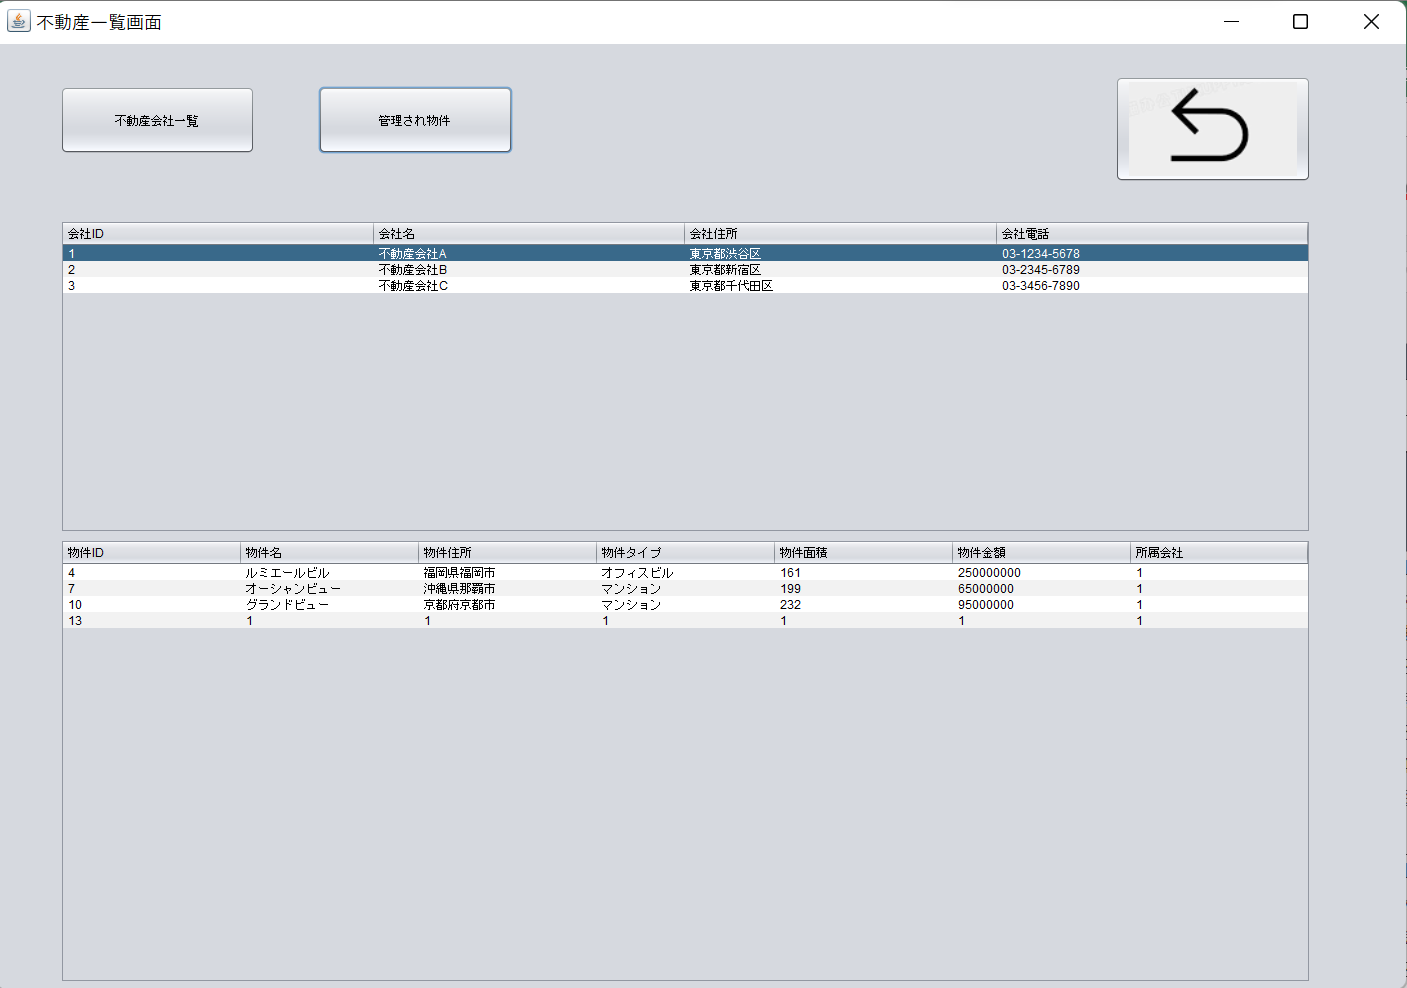 不動産一覧画面
不動産会社一覧 管理され物件
会社ID 会社名 会社住所 会社電話
1 不動産会社A 東京都渋谷区 03-1234-5678
2 不動産会社B 東京都新宿区 03-2345-6789
3 不動産会社C 東京都千代田区 03-3456-7890
物件ID 物件名 物件住所 物件タイプ 物件面積 物件金額 所属会社
4 ルミエールビル 福岡県福岡市 オフィスビル 161 250000000 1
7 オーシャンビュー 沖縄県那覇市 マンション 199 65000000 1
10 グランドビュー 京都府京都市 マンション 232 95000000 1
13 1 1 1 1 1 1